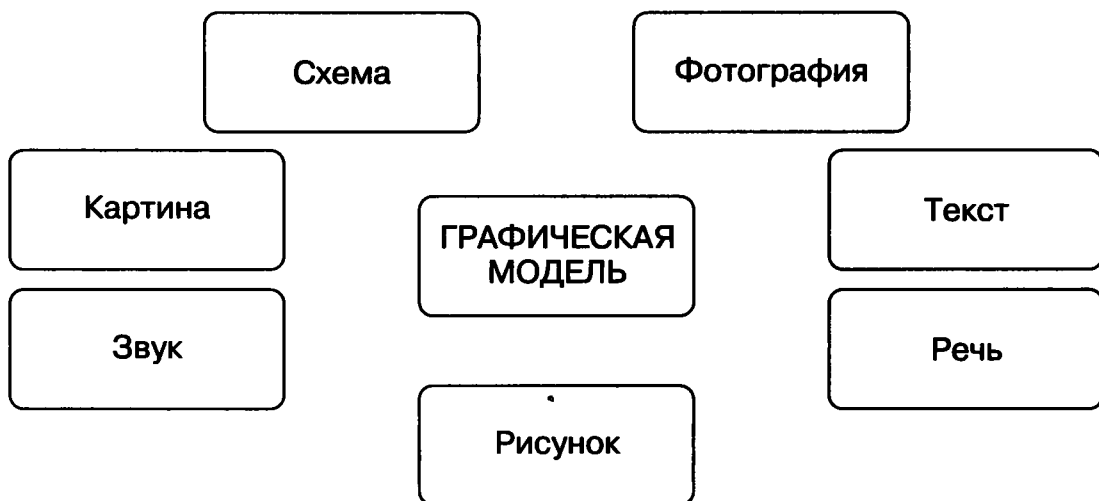 Схема
Фотография
Картина
Текст
ГРАФИЧЕСКАЯ
МОДЕЛЬ
Звук
Речь
Рисунок